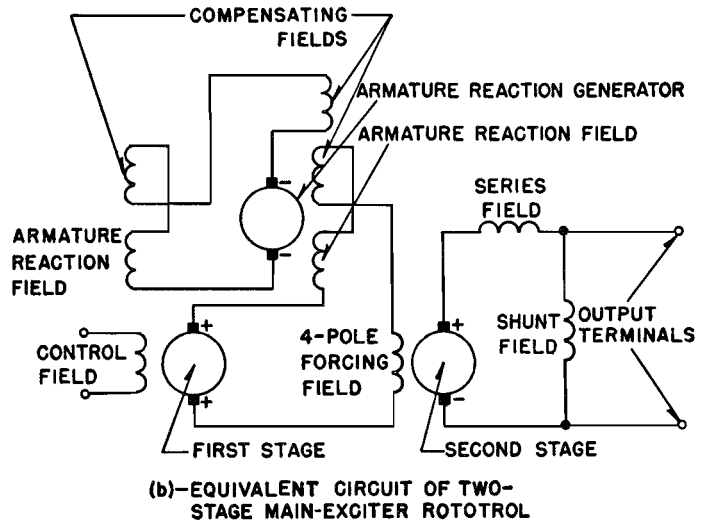 COMPENSATING
FIELDS
ARMATURE REACTION GENERATOR
ARMATURE REACTION FIELD
SERIES
FIELD
ARMATURE
REACTION
FIELD
-
-
CONTROL
FIELD
+
+
4-POLE
FORCING
FIELD
+
-
SHUNT
FIELD
OUTPUT
TERMINALS
FIRST STAGE
SECOND STAGE
(b)-EQUIVALENT CIRCUIT OF TWO-
STAGE MAIN-EXCITER ROTOTROL